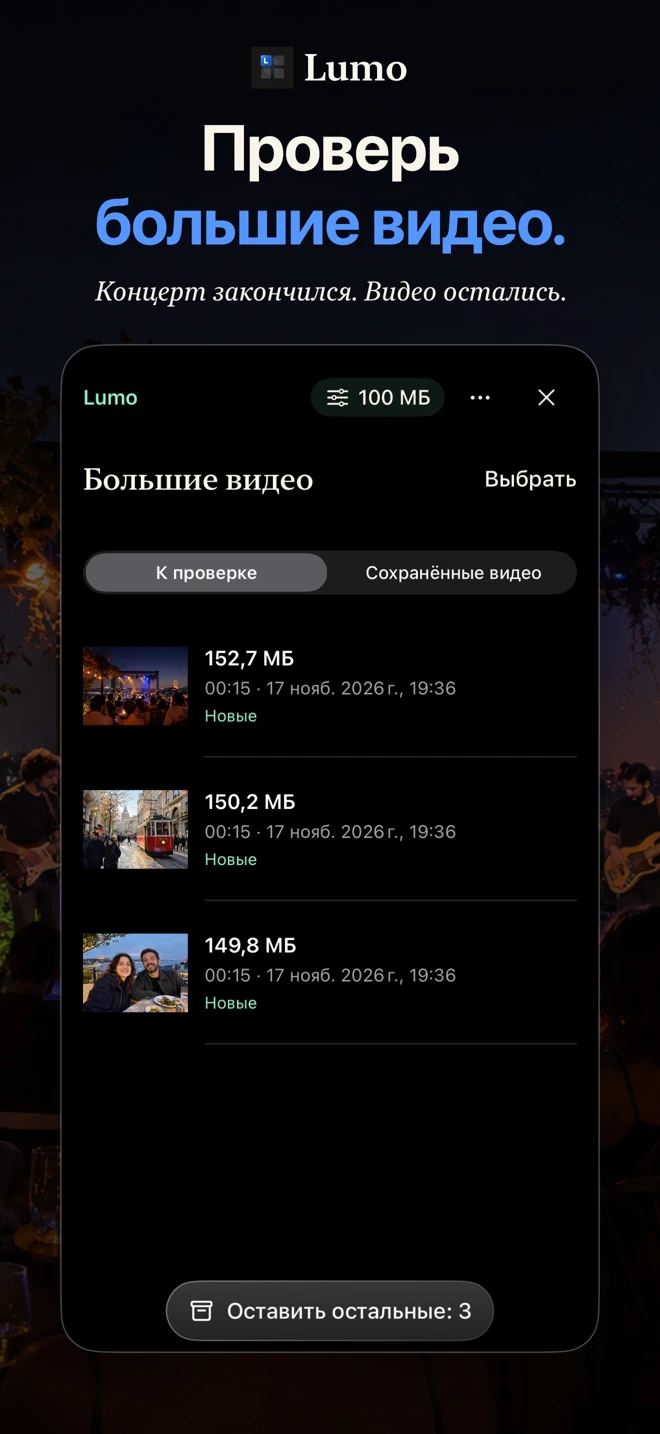 L
Lumo
Проверь
большие видео.
Концерт закончился. Видео остались.
Lumo
100 МБ
Большие видео
Выбрать
К проверке
Сохранённые видео
152,7 МБ
00:15 · 17 нояб. 2026 г., 19:36
Новые
150,2 МБ
00:15 · 17 нояб. 2026 г., 19:36
Новые
149,8 МБ
00:15 · 17 нояб. 2026 г., 19:36
Новые
Оставить остальные: 3